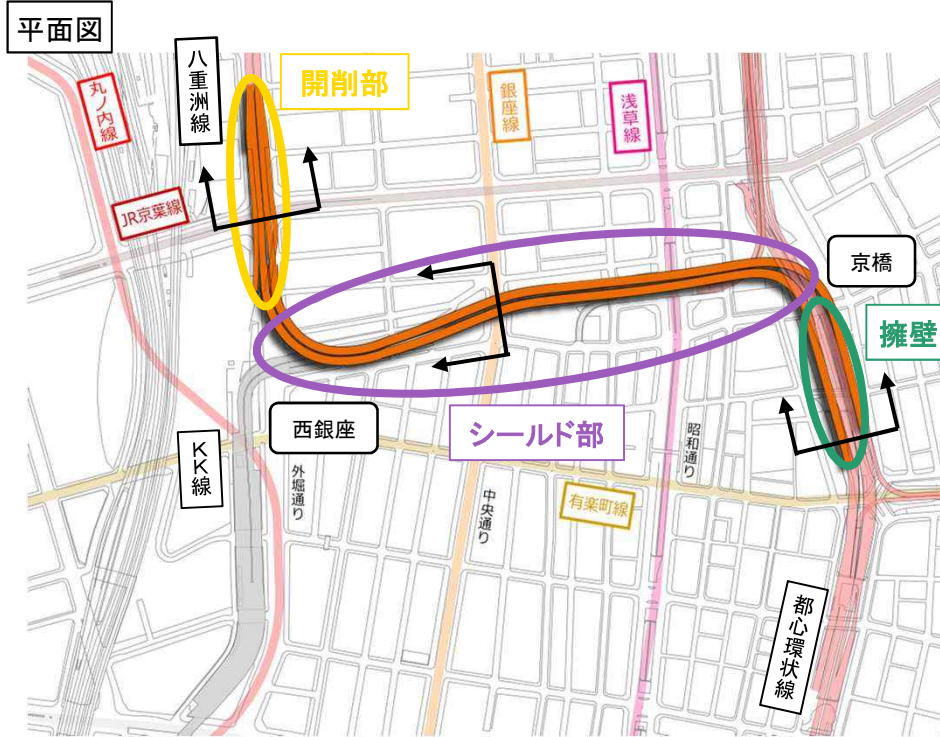 平面図
八重洲線
開削部
丸ノ内線
銀座線
浅草線
JR京葉線
京橋
擁壁
西銀座
シールド部
KK線
外堀通り
中央通り
昭和通り
有楽町線
都心環状線